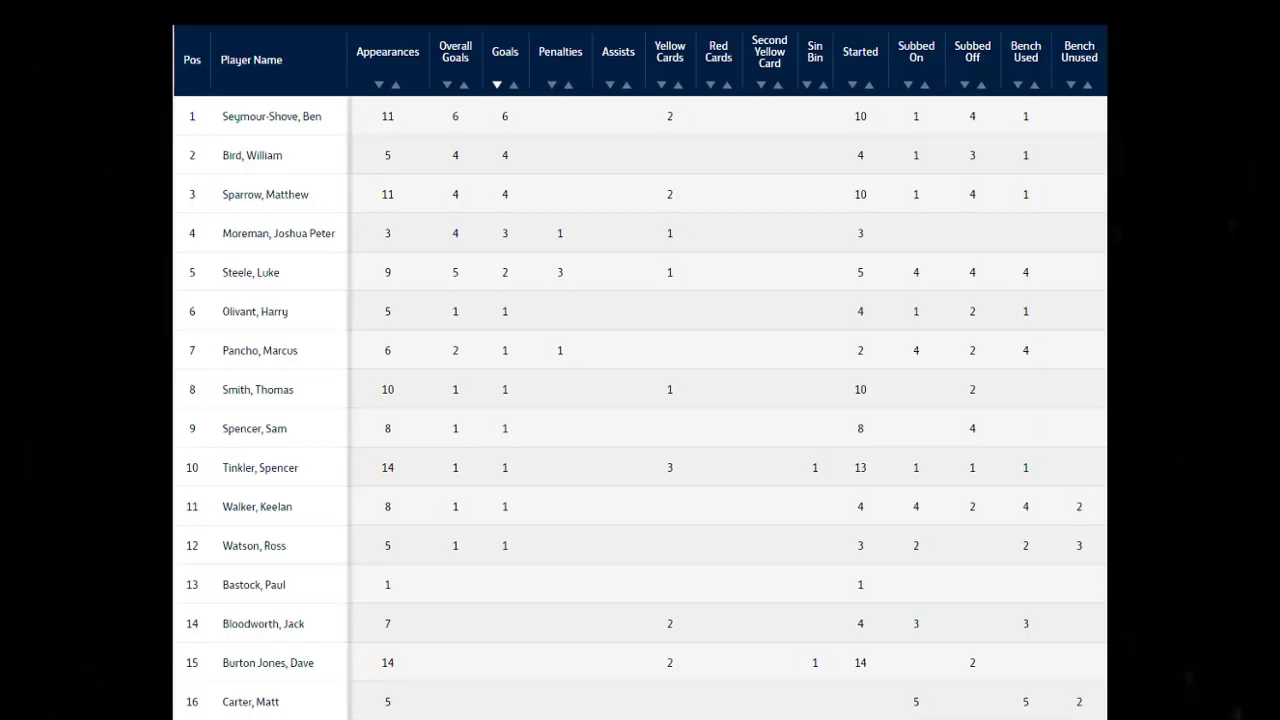 Pos Player Name Appearances Overall Goals Goals Penalties Assists Yellow Cards Red Cards Second Yellow Card Sin Bin Started Subbed On Subbed Off Bench Used Bench Unused
1 Seymour-Shove, Ben 11 6 6 2 10 1 4 1
2 Bird, William 5 4 4 4 1 3 1
3 Sparrow, Matthew 11 4 4 2 10 1 4 1
4 Moreman, Joshua Peter 3 4 3 1 1 3
5 Steele, Luke 9 5 2 3 1 5 4 4 4
6 Olivant, Harry 5 1 1 4 1 2 1
7 Pancho, Marcus 6 2 1 1 2 4 2 4
8 Smith, Thomas 10 1 1 1 10 2
9 Spencer, Sam 8 1 1 8 4
10 Tinkler, Spencer 14 1 1 3 1 13 1 1 1
11 Walker, Keelan 8 1 1 4 4 2 4 2
12 Watson, Ross 5 1 1 3 2 2 3
13 Bastock, Paul 1 1
14 Bloodworth, Jack 7 2 4 3 3
15 Burton Jones, Dave 14 2 1 14 2
16 Carter, Matt 5 5 5 2